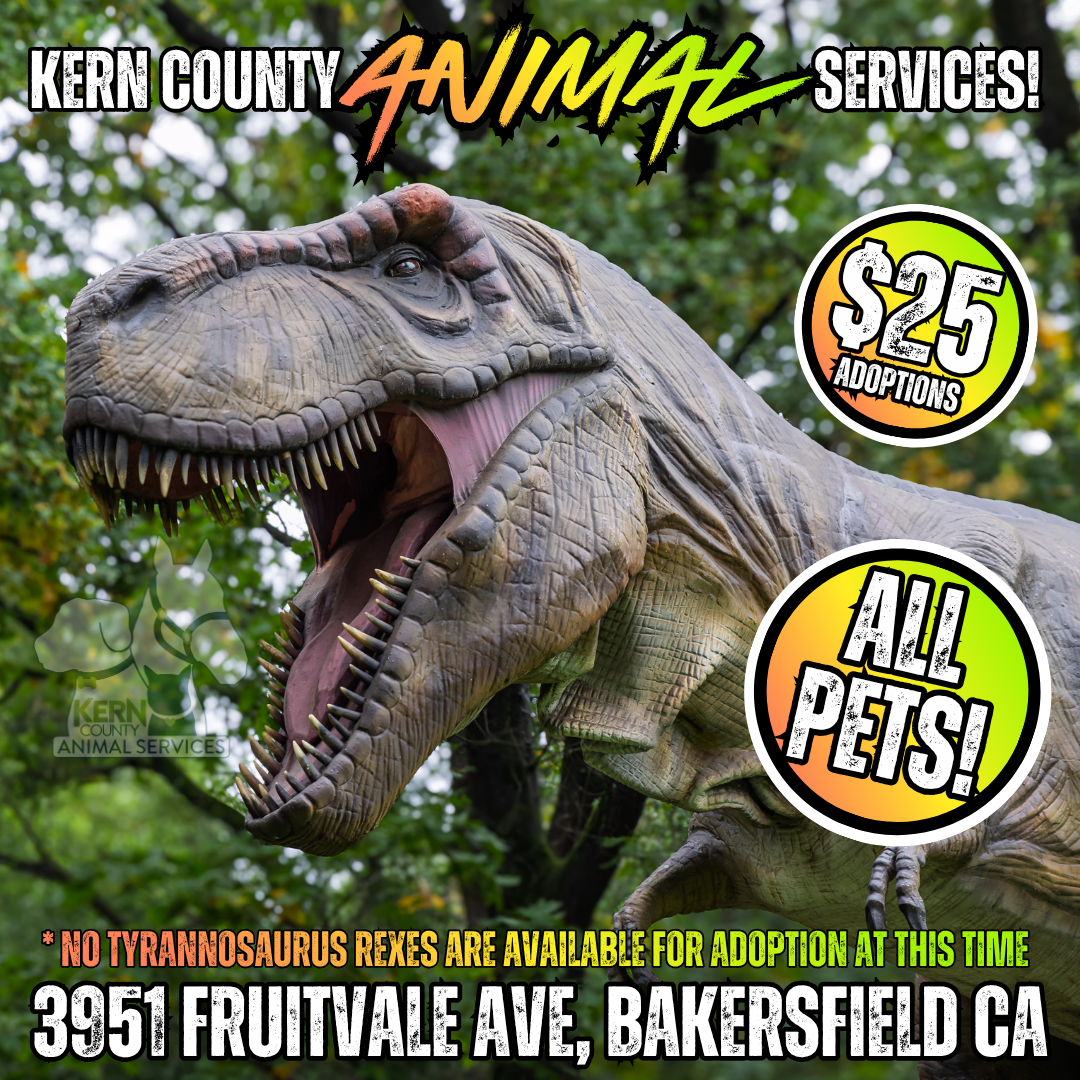 KERN COUNTY ANIMAL SERVICES!
$25
ADOPTIONS
ALL
PETS!
KERN
COUNTY
ANIMAL SERVICES
* NO TYRANNOSAURUS REXES ARE AVAILABLE FOR ADOPTION AT THIS TIME
3951 FRUITVALE AVE, BAKERSFIELD CA